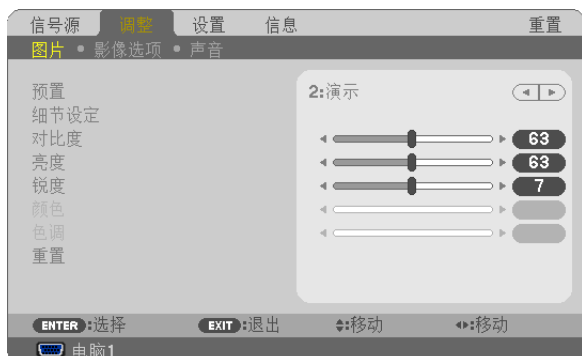 信号源 调整 设置 信息 重置
图片 • 影像选项 • 声音
预置 2:演示
细节设定
对比度 63
亮度 63
锐度 7
颜色
色调
重置
ENTER:选择 EXIT:退出 :移动 :移动
电脑1